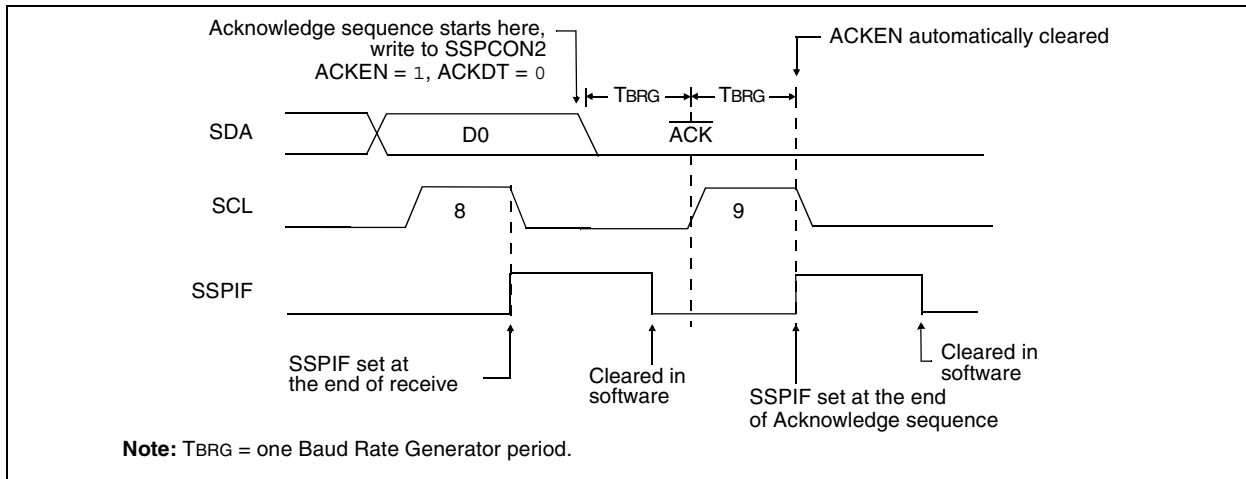 Acknowledge sequence starts here,
write to SSPCON2
ACKEN = 1, ACKDT = 0
ACKEN automatically cleared
TBRG
TBRG
SDA
D0
ACK
SCL
8
9
SSPIF
SSPIF set at
the end of receive
Cleared in
software
SSPIF set at the end
of Acknowledge sequence
Cleared in
software
Note: TBRG = one Baud Rate Generator period.